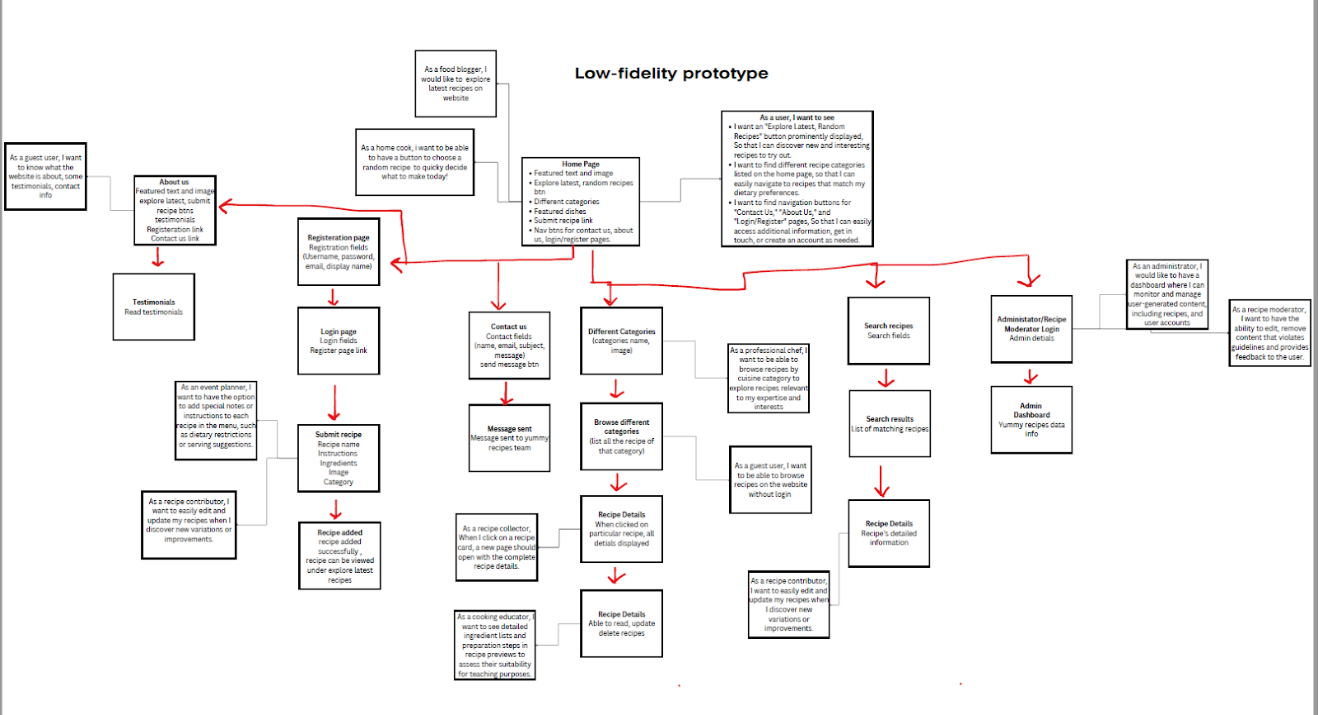 Low-fidelity prototype
As a food blogger, I
would like to explore
latest recipes on
website
As a home cook, i want to be able
to have a button to choose a
random recipe to quicky decide
what to make today!
Home Page
• Featured text and image
• Explore latest, random recipes
btn
• Different categories
• Featured dishes
• Submit recipe link
• Nav btns for contact us, about
us, login/register pages.
As a user, I want to see
• I want an "Explore Latest, Random
Recipes" button prominently displayed,
So that I can discover new and interesting
recipes to try out.
• I want to find different recipe categories
listed on the home page, so that I can
easily navigate to recipes that match my
dietary preferences.
• I want to find navigation buttons for
"Contact Us," "About Us," and
"Login/Register" pages, So that I can easily
access additional information, get in
touch, or create an account as needed.
As a guest user, I want
to know what the
website is about, some
testimonials, contact
info
About us
Featured text and image
explore latest, submit
recipe btns
testimonials
Registeration link
Contact us link
Testimonials
Read testimonials
Registeration page
Registration fields
(Username, password,
email, display name)
Login page
Login fields
Register page link
As an event planner, I
want to have the option
to add special notes or
instructions to each
recipe in the menu, such
as dietary restrictions
or serving suggestions.
Submit recipe
Recipe name
Instructions
Ingredients
Image
Category
As a recipe contributor, I
want to easily edit and
update my recipes when I
discover new variations or
improvements.
Recipe added
recipe added
successfully ,
recipe can be viewed
under explore latest
recipes
Contact us
Contact fields
(name, email, subject,
message)
send message btn
Message sent
Message sent to yummy
recipes team
Different Categories
(categories name,
image)
As a professional chef, I
want to be able to
browse recipes by
cuisine category to
explore recipes relevant
to my expertise and
interests
Browse different
categories
(list all the recipe of
that category)
As a guest user, I want
to be able to browse
recipes on the website
without login
Recipe Details
When clicked on
particular recipe, all
detials displayed
As a recipe collector,
When I click on a recipe
card, a new page should
open with the complete
recipe details.
Recipe Details
Able to read, update
delete recipes
As a cooking educator, I
want to see detailed
ingredient lists and
preparation steps in
recipe previews to
assess their suitability
for teaching purposes.
Search recipes
Search fields
Search results
List of matching recipes
Recipe Details
Recipe's detailed
information
As a recipe contributor,
I want to easily edit and
update my recipes when
I discover new
variations or
improvements.
Administator/Recipe
Moderator Login
Admin detials
Admin
Dashboard
Yummy recipes data
info
As an administrator, I
would like to have a
dashboard where I can
monitor and manage
user-generated content,
including recipes, and
user accounts
As a recipe moderator,
I want to have the
ability to edit, remove
content that violates
guidelines and provides
feedback to the user.